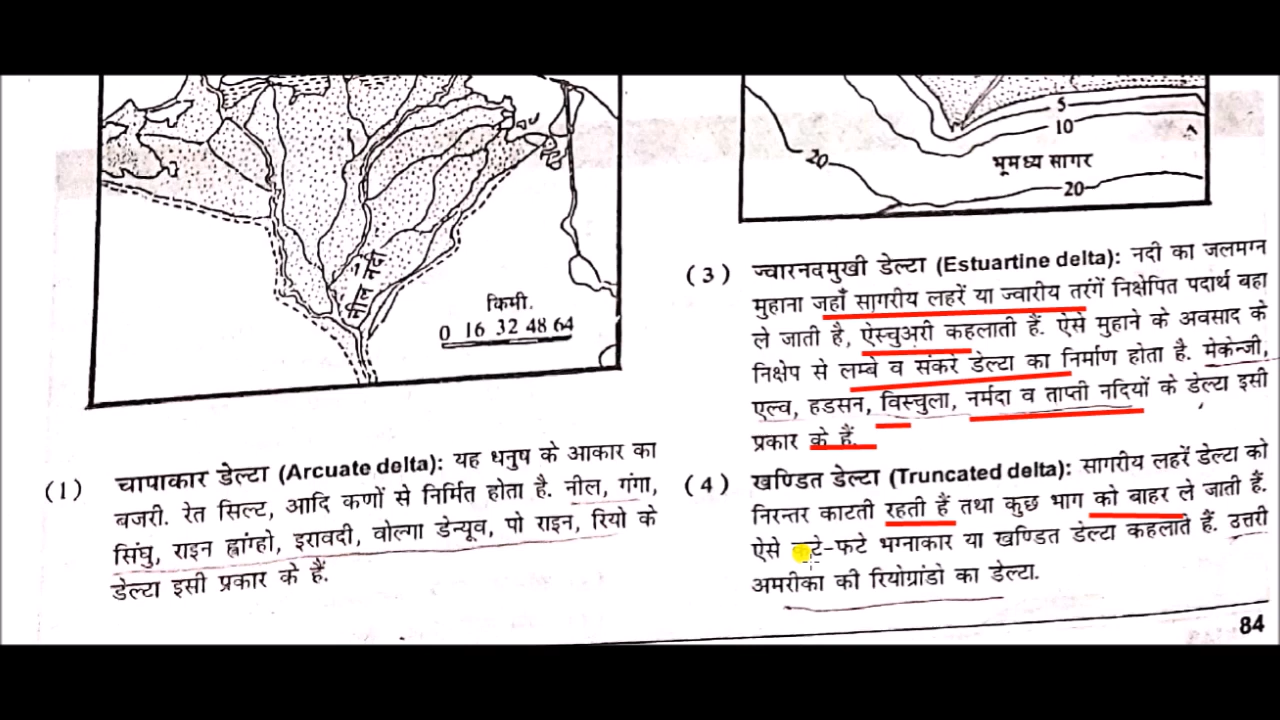 नील नदी
किमी.
0 16 32 48 64
(1) चापाकार डेल्टा (Arcuate delta): यह धनुष के आकार का
बजरी. रेत सिल्ट, आदि कणों से निर्मित होता है. नील, गंगा,
सिंघु, राइन ह्वांग्हो, इरावदी, वोल्गा डेन्यूव, पो राइन, रियो के
डेल्टा इसी प्रकार के हैं.
5
10
20
भूमध्य सागर
20
(3) ज्वारनदमुखी डेल्टा (Estuartine delta): नदी का जलमग्न
मुहाना जहाँ सागरीय लहरें या ज्वारीय तरंगें निक्षेपित पदार्थ बहा
ले जाती है, ऐस्चुअरी कहलाती हैं. ऐसे मुहाने के अवसाद के
निक्षेप से लम्बे व संकरे डेल्टा का निर्माण होता है. मेकेन्जी,
एल्व, हडसन, विस्चुला, नर्मदा व ताप्ती नदियों के डेल्टा इसी
प्रकार के हैं.
(4) खण्डित डेल्टा (Truncated delta): सागरीय लहरें डेल्टा को
निरन्तर काटती रहती हैं तथा कुछ भाग को बाहर ले जाती हैं.
ऐसे कटे-फटे भग्नाकार या खण्डित डेल्टा कहलाते हैं. उत्तरी
अमरीका की रियोग्रांडो का डेल्टा.
84